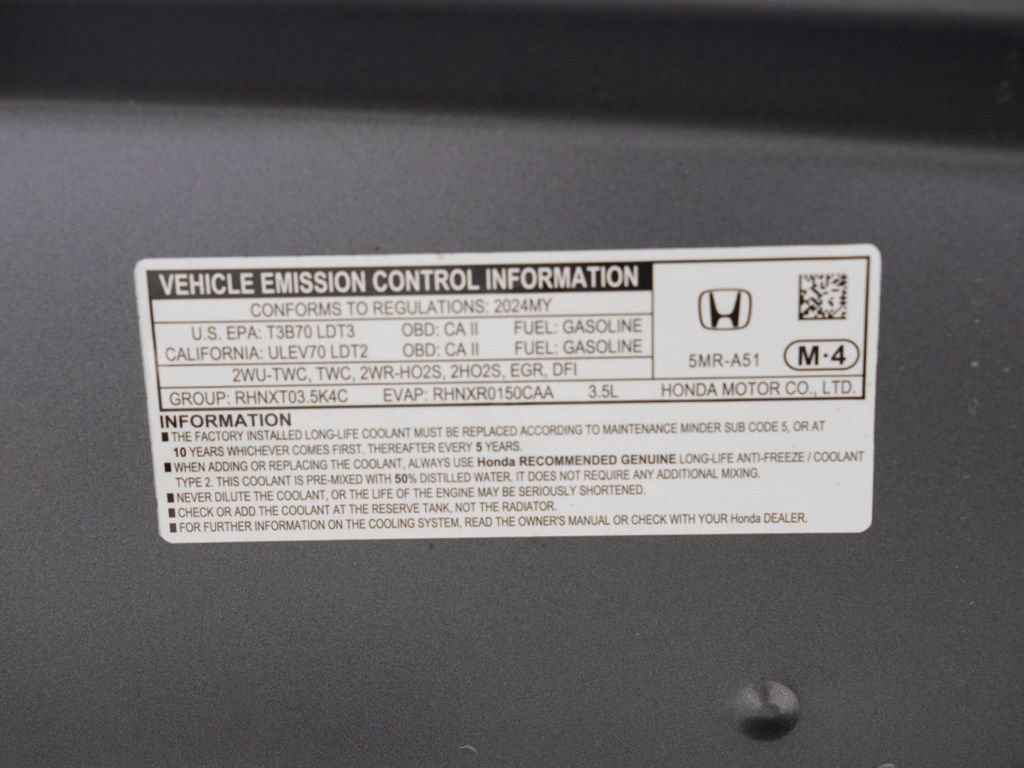 VEHICLE EMISSION CONTROL INFORMATION
CONFORMS TO REGULATIONS: 2024MY
U.S. EPA: T3B70 LDT3 OBD: CA II FUEL: GASOLINE
CALIFORNIA: ULEV70 LDT2 OBD: CA II FUEL: GASOLINE
2WU-TWC, TWC, 2WR-HO2S, 2HO2S, EGR, DFI
GROUP: RHNXT03.5K4C EVAP: RHNXR0150CAA 3.5L
5MR-A51
M·4
HONDA MOTOR CO., LTD.
INFORMATION
■ THE FACTORY INSTALLED LONG-LIFE COOLANT MUST BE REPLACED ACCORDING TO MAINTENANCE MINDER SUB CODE 5, OR AT
10 YEARS WHICHEVER COMES FIRST. THEREAFTER EVERY 5 YEARS.
■ WHEN ADDING OR REPLACING THE COOLANT, ALWAYS USE Honda RECOMMENDED GENUINE LONG-LIFE ANTI-FREEZE / COOLANT
TYPE 2. THIS COOLANT IS PRE-MIXED WITH 50% DISTILLED WATER. IT DOES NOT REQUIRE ANY ADDITIONAL MIXING.
■ NEVER DILUTE THE COOLANT, OR THE LIFE OF THE ENGINE MAY BE SERIOUSLY SHORTENED.
■ CHECK OR ADD THE COOLANT AT THE RESERVE TANK, NOT THE RADIATOR.
■ FOR FURTHER INFORMATION ON THE COOLING SYSTEM, READ THE OWNER'S MANUAL OR CHECK WITH YOUR Honda DEALER.